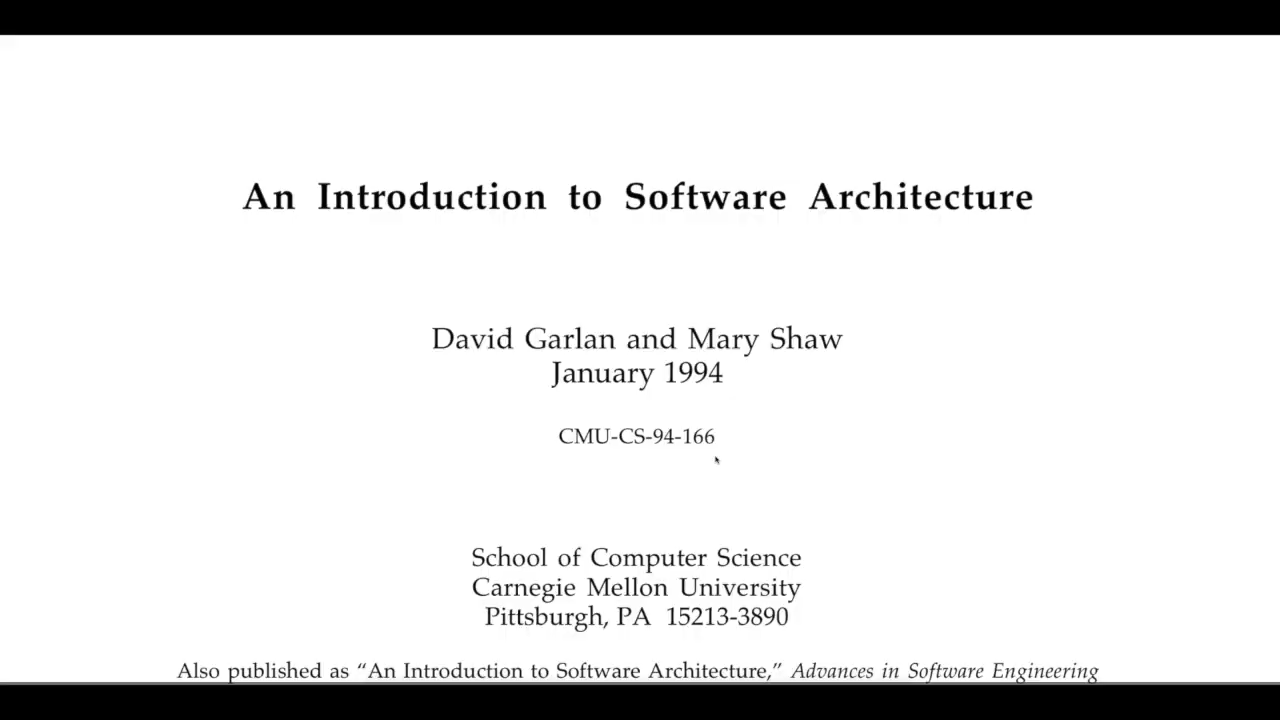 An Introduction to Software Architecture
David Garlan and Mary Shaw
January 1994
CMU-CS-94-166
School of Computer Science
Carnegie Mellon University
Pittsburgh, PA 15213-3890
Also published as “An Introduction to Software Architecture,” Advances in Software Engineering